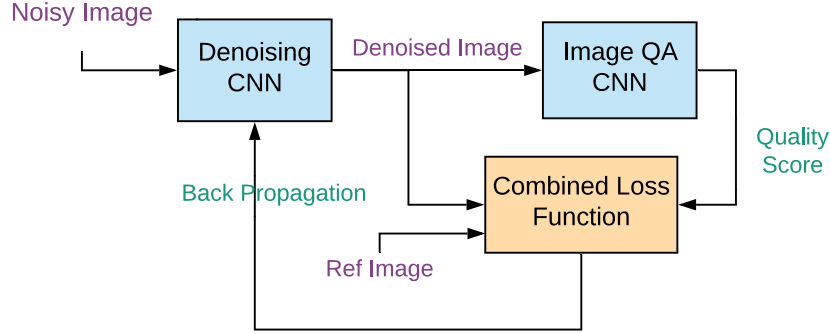 Noisy Image
Denoising
CNN
Denoised Image
Image QA
CNN
Quality
Score
Back Propagation
Combined Loss
Function
Ref Image